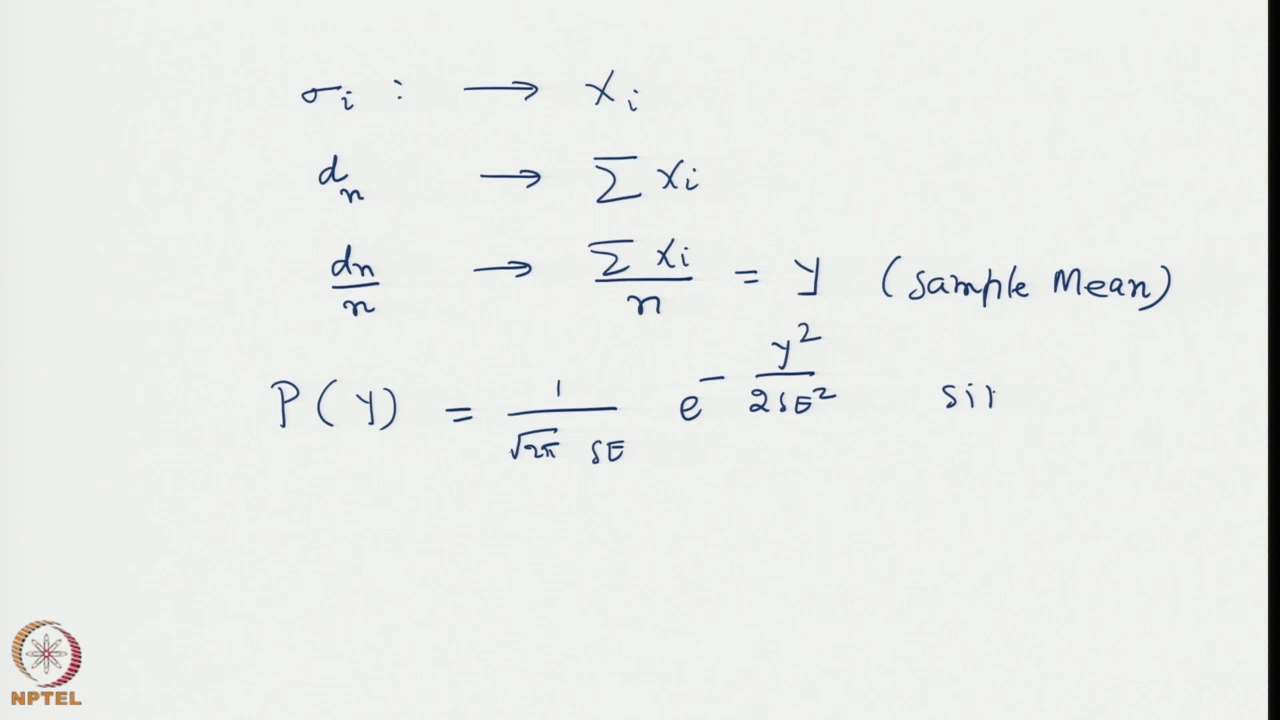 σi : → Xi
dn → Σ Xi
dn/n → Σ Xi / n = y (Sample Mean)
P(y) = 1/(√2π SE) e^(- y²/2SE²)
NPTEL